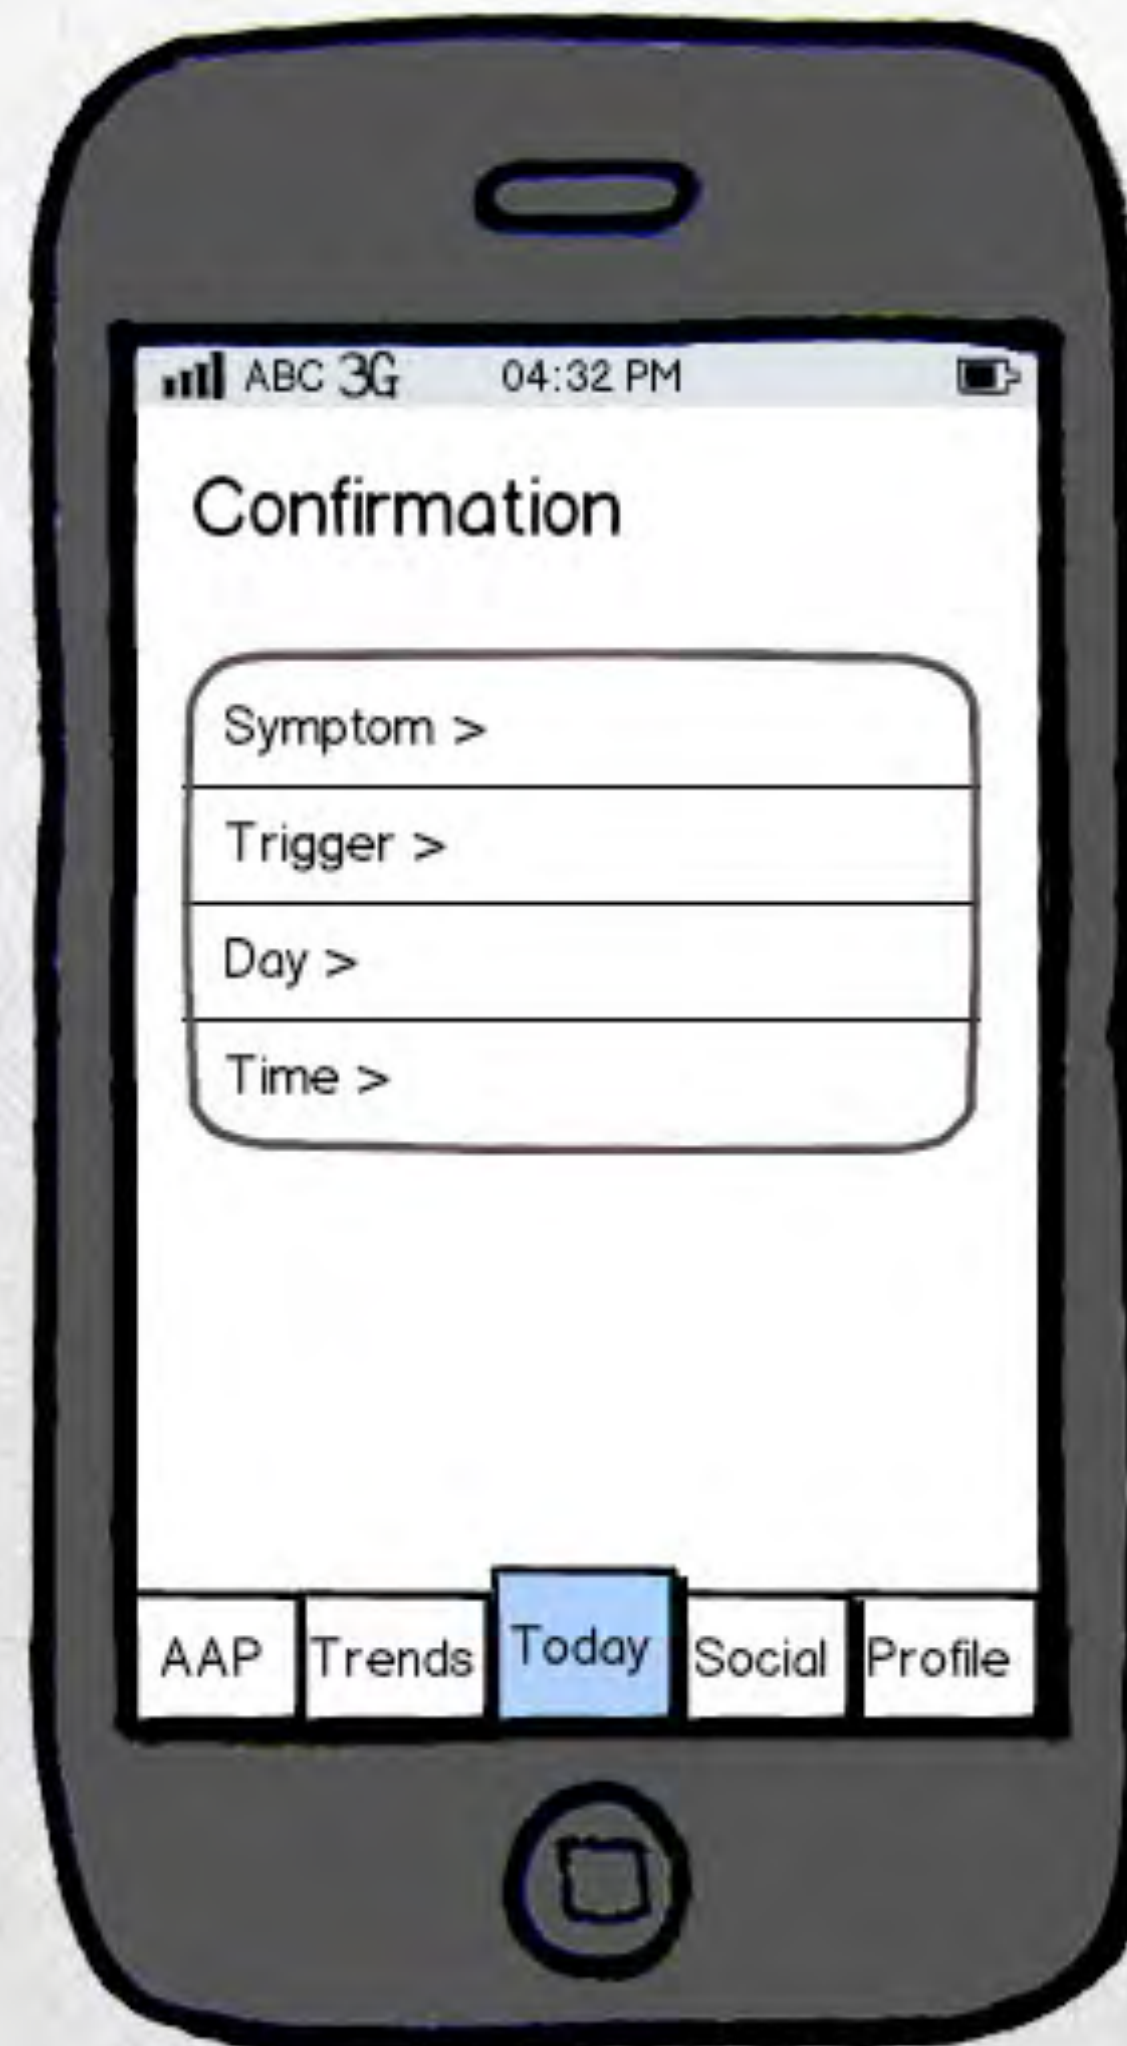 ABC 3G 04:32 PM
Confirmation
Symptom >
Trigger >
Day >
Time >
AAP Trends Today Social Profile